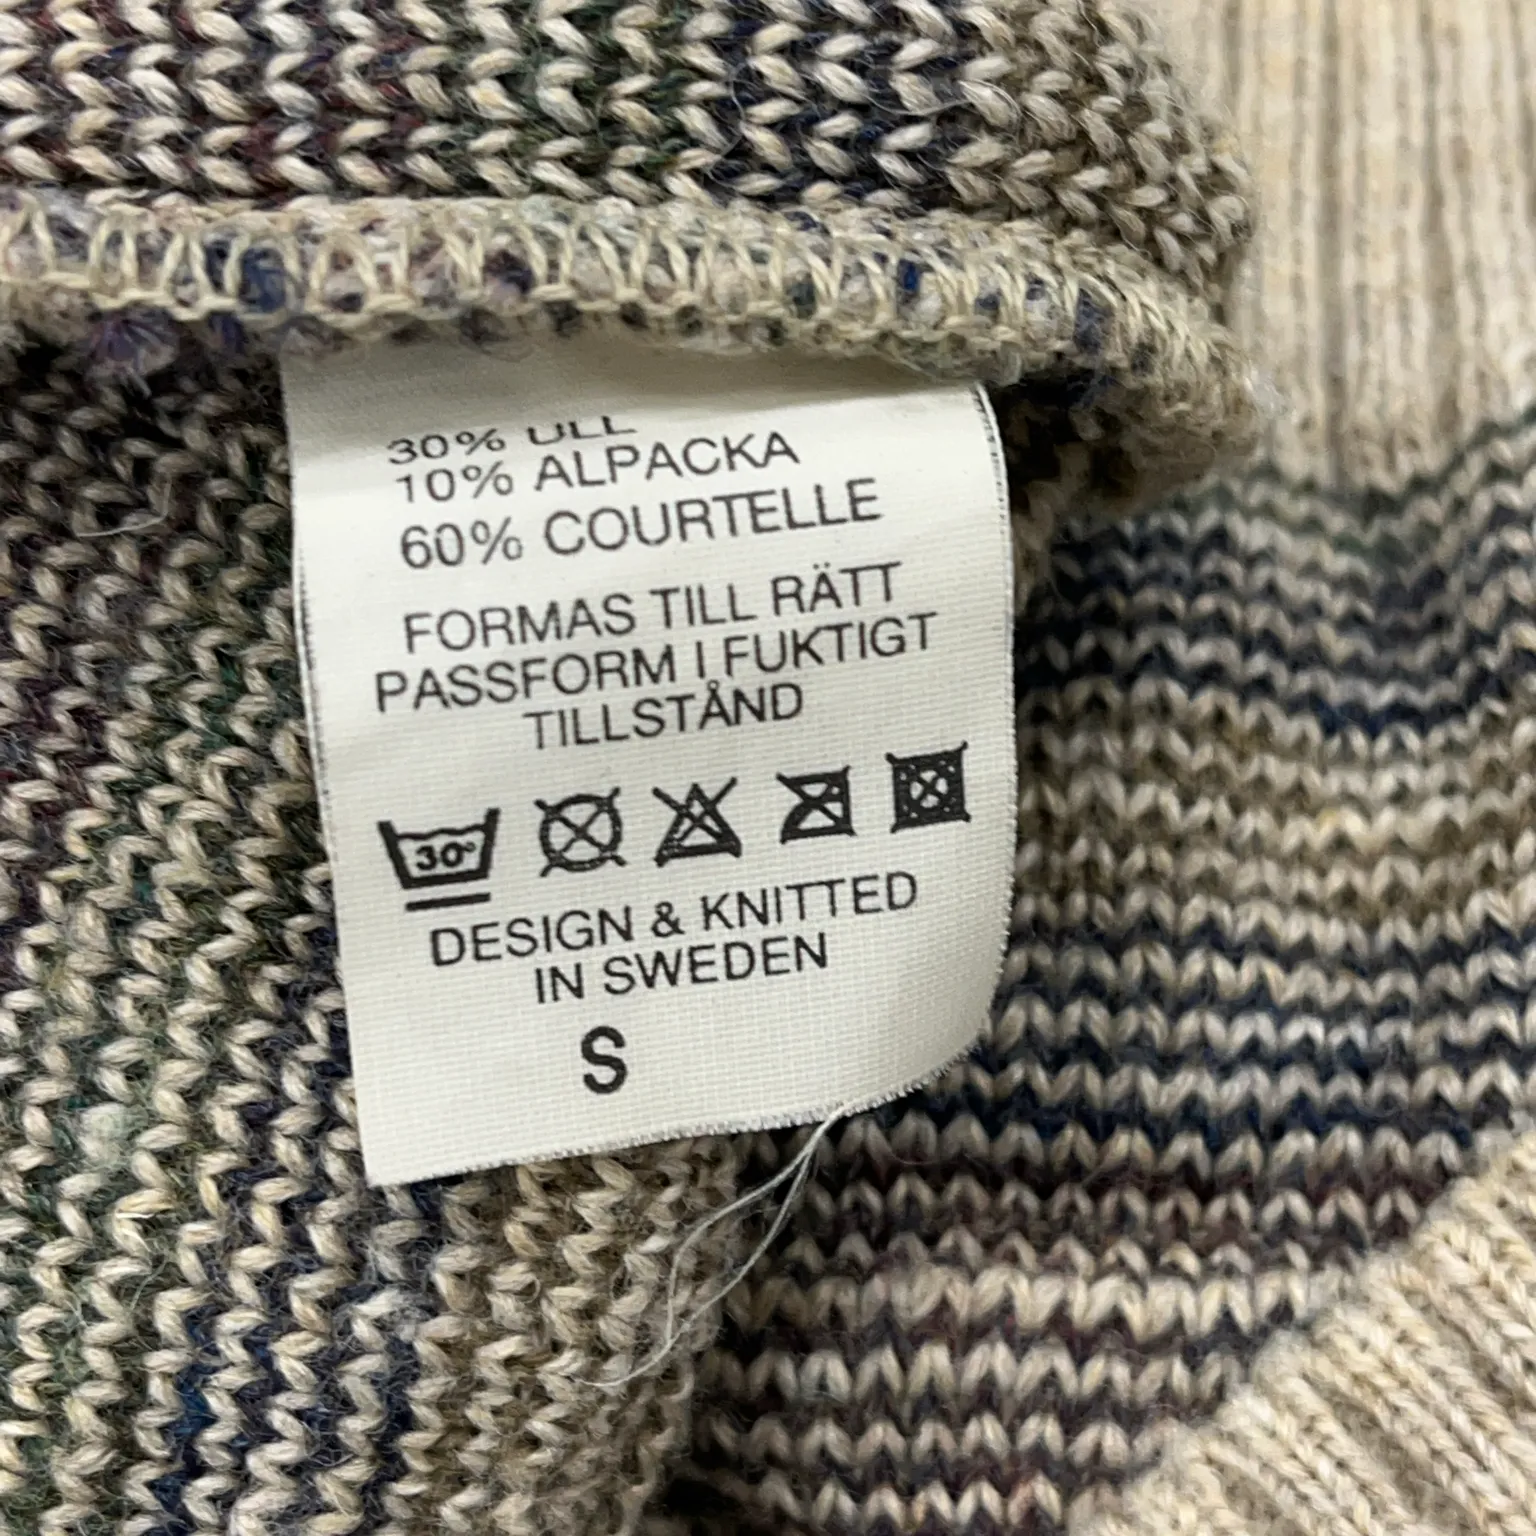 30% ULL
10% ALPACKA
60% COURTELLE
FORMAS TILL RÄTT
PASSFORM I FUKTIGT
TILLSTÅND
30°
DESIGN & KNITTED
IN SWEDEN
S